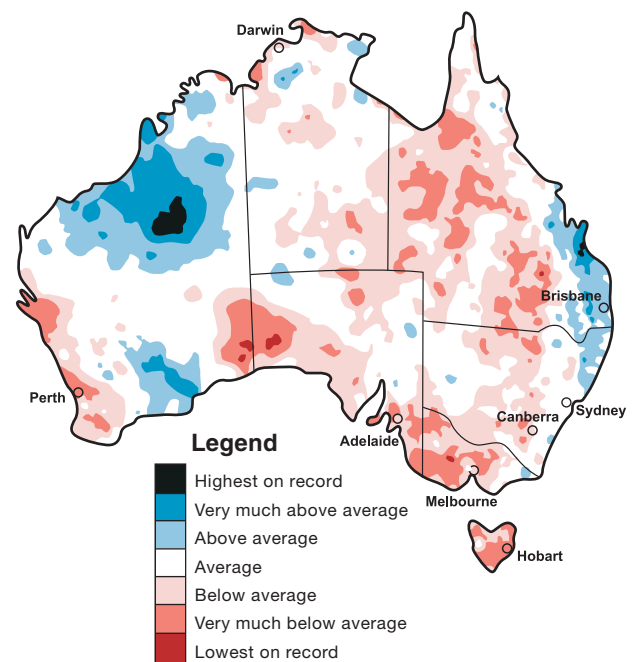 Darwin
Brisbane
Perth
Sydney
Canberra
Adelaide
Legend
Melbourne
Highest on record
Very much above average
Above average
Hobart
Average
Below average
Very much below average
Lowest on record